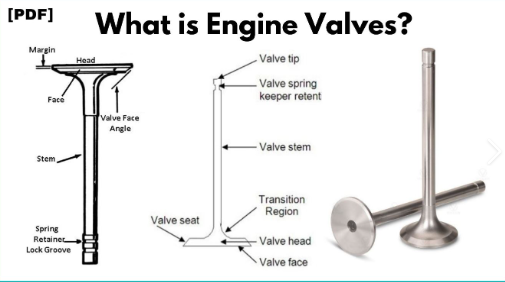 [PDF]
What is Engine Valves?
Margin
Head
Face
Valve Face
Angle
Stem
Spring
Retainer
Lock Groove
Valve tip
Valve spring
keeper retent
Valve stem
Transition
Region
Valve seat
Valve head
Valve face